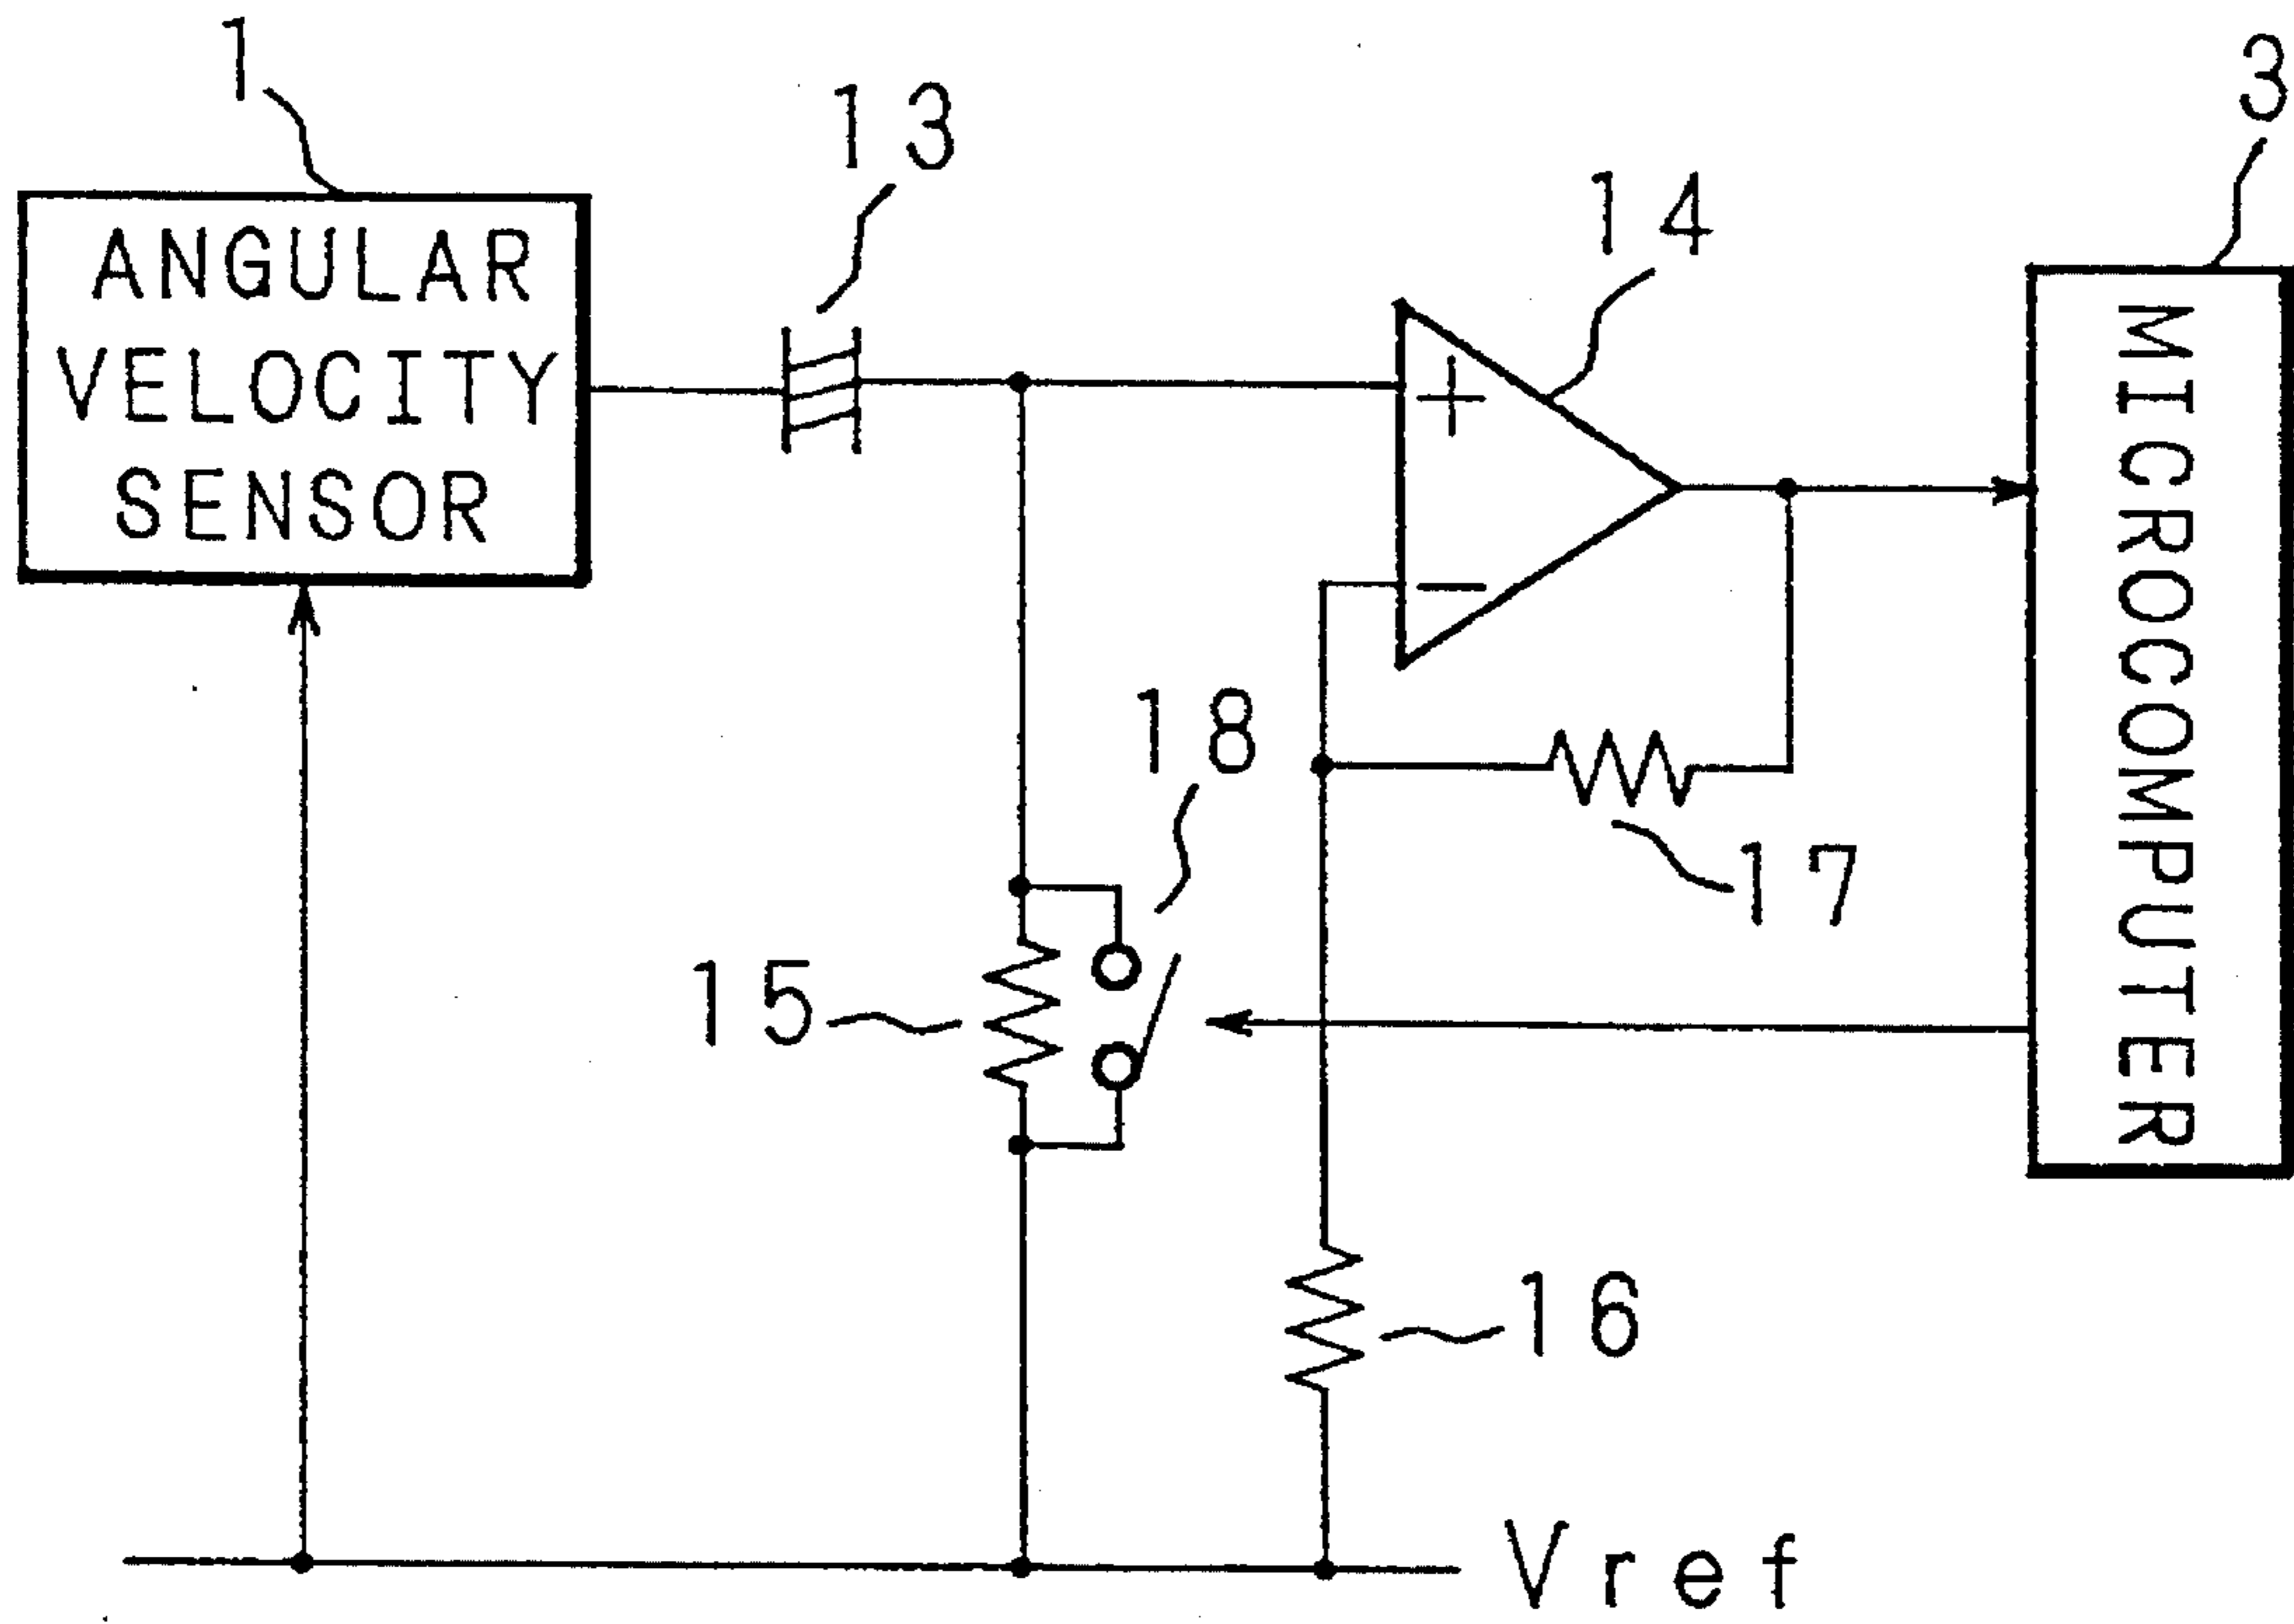 1
13
14
3
ANGULAR
VELOCITY
SENSOR
+
−
MICROCOMPUTER
18
17
15
16
Vref